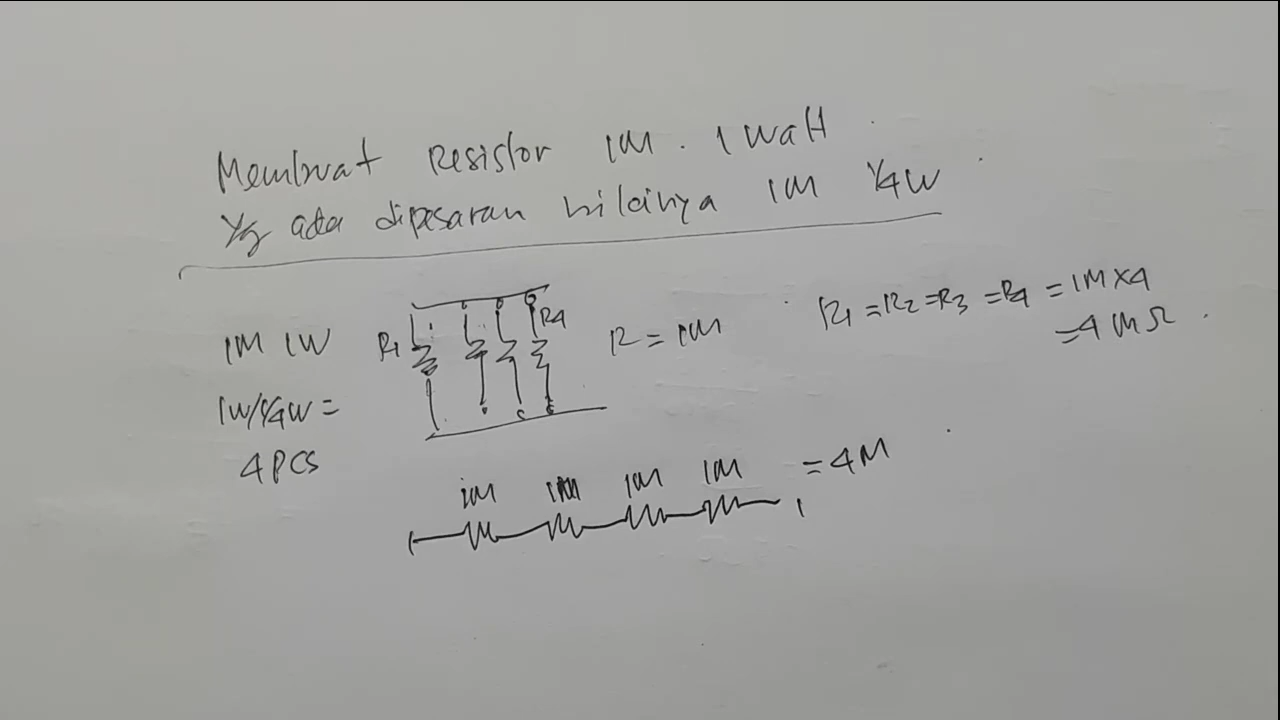 Membuat Resistor 1M. 1 Watt
Yg ada dipasaran nilainya 1M 1/4W
1M 1W
1W/1/4W =
4 PCS
R1
R4
R = 1M
R1 = R2 = R3 = R4 = 1M X 4
= 4 MΩ
1M 1M 1M 1M = 4M